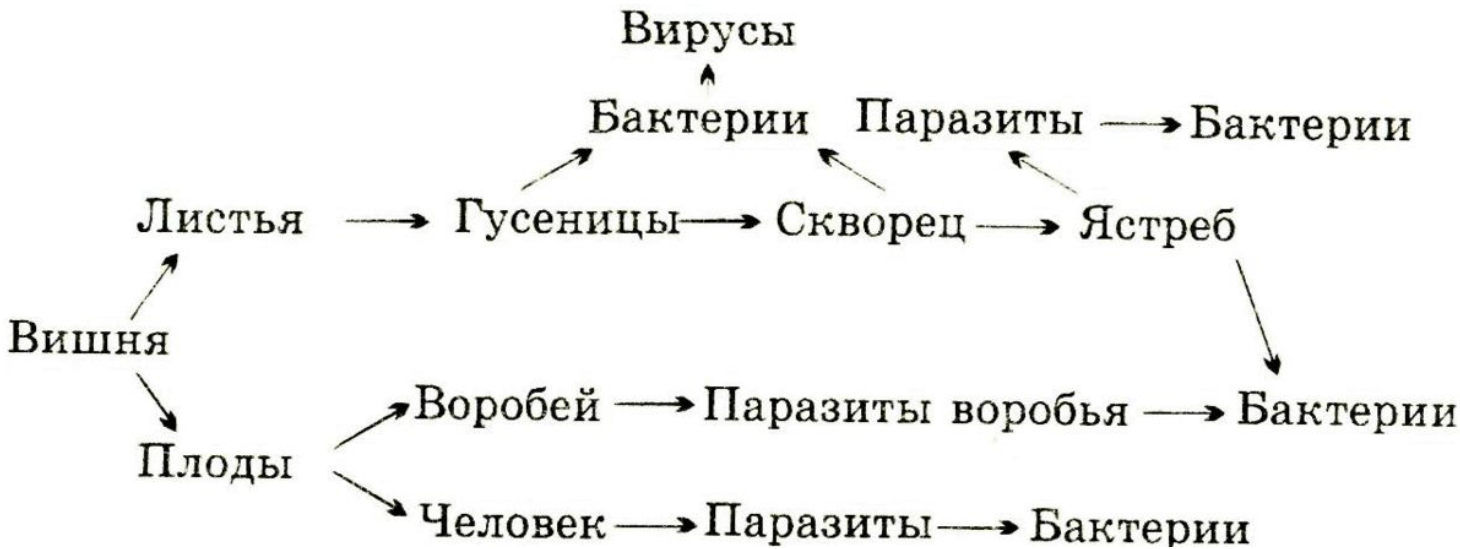 Вирусы
Бактерии Паразиты Бактерии
Листья Гусеницы Скворец Ястреб
Вишня
Воробей Паразиты воробья Бактерии
Плоды
Человек Паразиты Бактерии